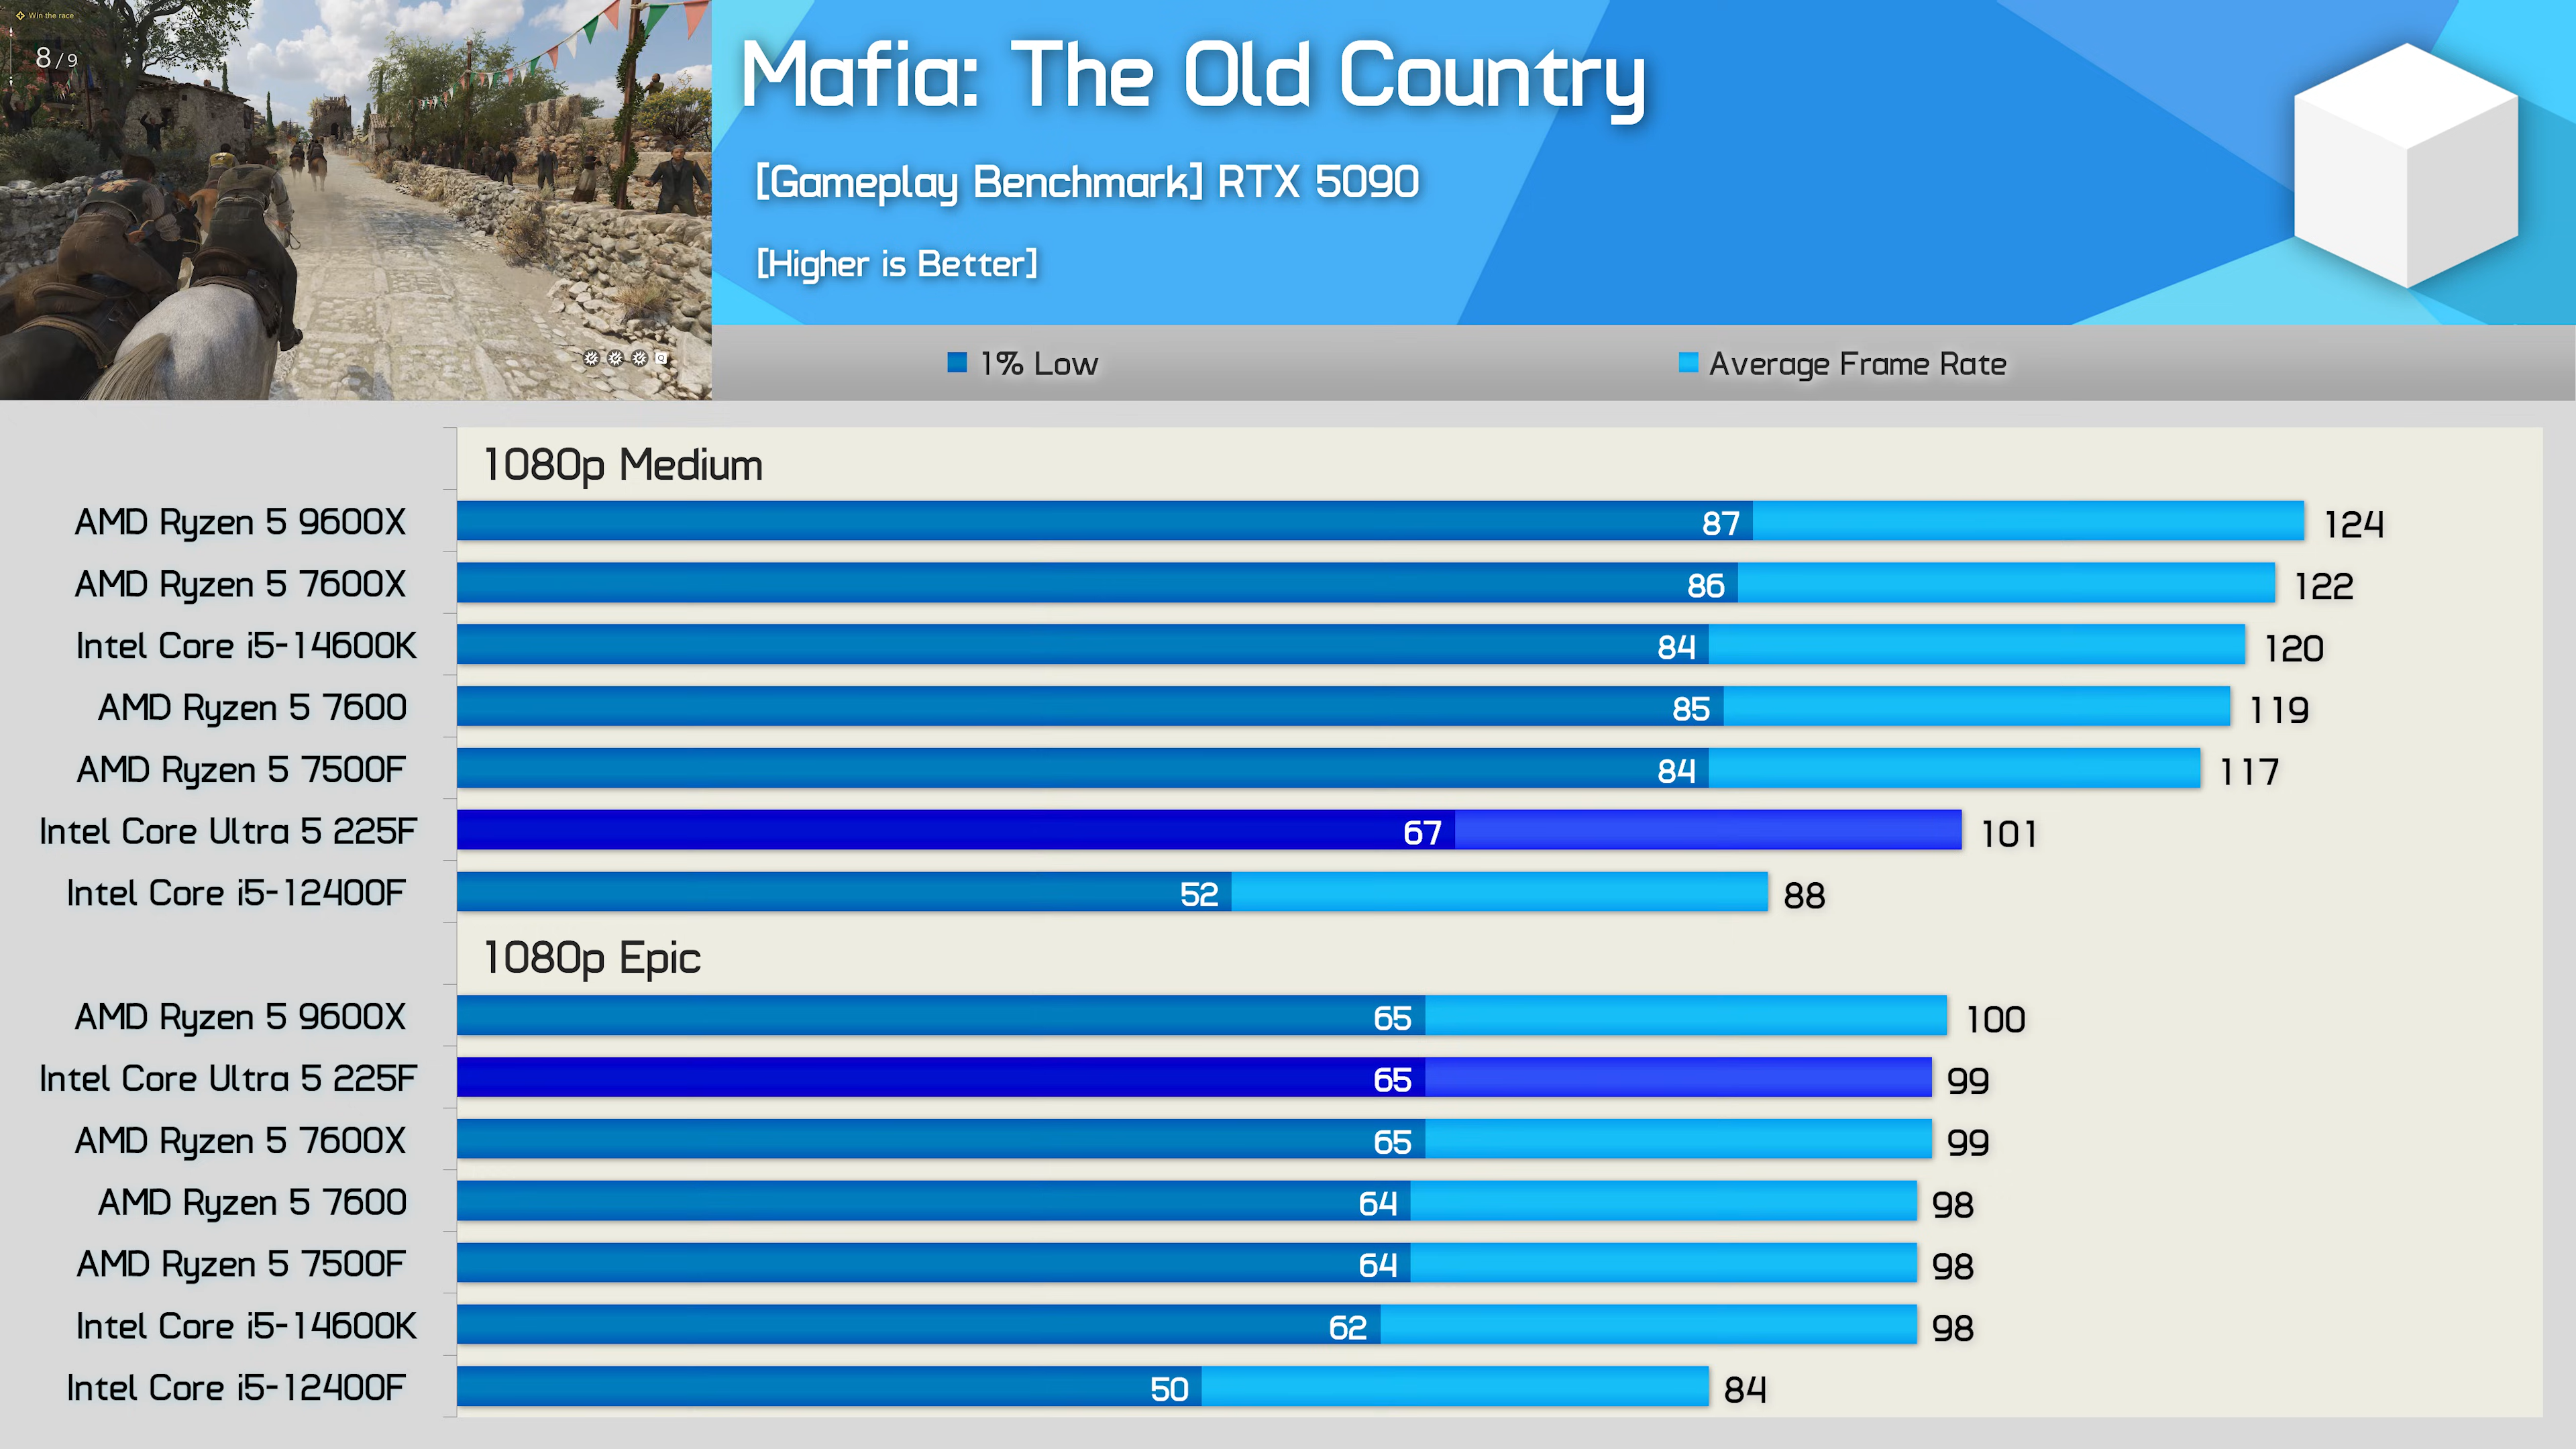 Win the race
8/9
Mafia: The Old Country
[Gameplay Benchmark] RTX 5090
[Higher is Better]
1% Low
Average Frame Rate
1080p Medium
AMD Ryzen 5 9600X 87 124
AMD Ryzen 5 7600X 86 122
Intel Core i5-14600K 84 120
AMD Ryzen 5 7600 85 119
AMD Ryzen 5 7500F 84 117
Intel Core Ultra 5 225F 67 101
Intel Core i5-12400F 52 88
1080p Epic
AMD Ryzen 5 9600X 65 100
Intel Core Ultra 5 225F 65 99
AMD Ryzen 5 7600X 65 99
AMD Ryzen 5 7600 64 98
AMD Ryzen 5 7500F 64 98
Intel Core i5-14600K 62 98
Intel Core i5-12400F 50 84